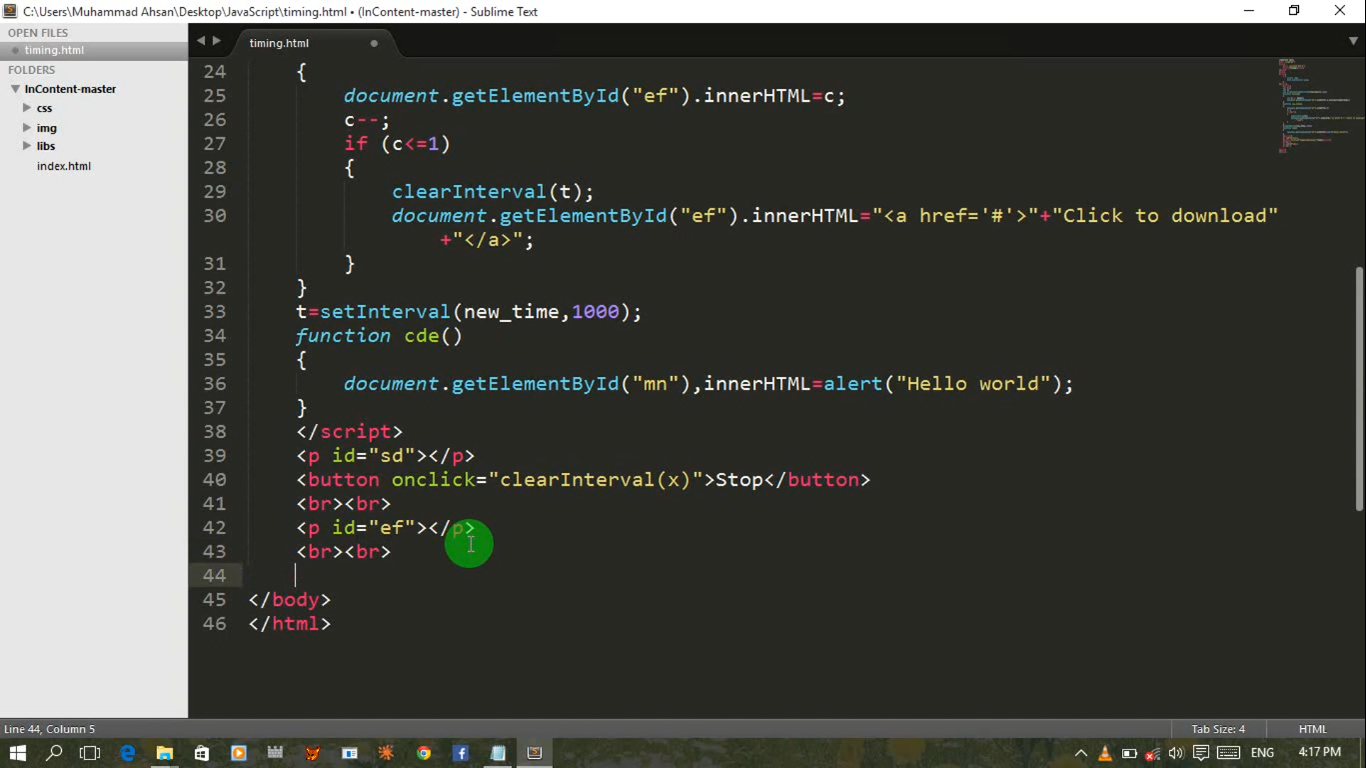 C:\Users\Muhammad Ahsan\Desktop\JavaScript\timing.html • (InContent-master) - Sublime Text
OPEN FILES
timing.html
FOLDERS
InContent-master
css
img
libs
index.html
timing.html
24 {
25 document.getElementById("ef").innerHTML=c;
26 c--;
27 if (c<=1)
28 {
29 clearInterval(t);
30 document.getElementById("ef").innerHTML="<a href='#'>"+"Click to download"
+"</a>";
31 }
32 }
33 t=setInterval(new_time,1000);
34 function cde()
35 {
36 document.getElementById("mn"),innerHTML=alert("Hello world");
37 }
38 </script>
39 <p id="sd"></p>
40 <button onclick="clearInterval(x)">Stop</button>
41 <br><br>
42 <p id="ef"></p>
43 <br><br>
44
45 </body>
46 </html>
Line 44, Column 5
Tab Size: 4
HTML
ENG
4:17 PM